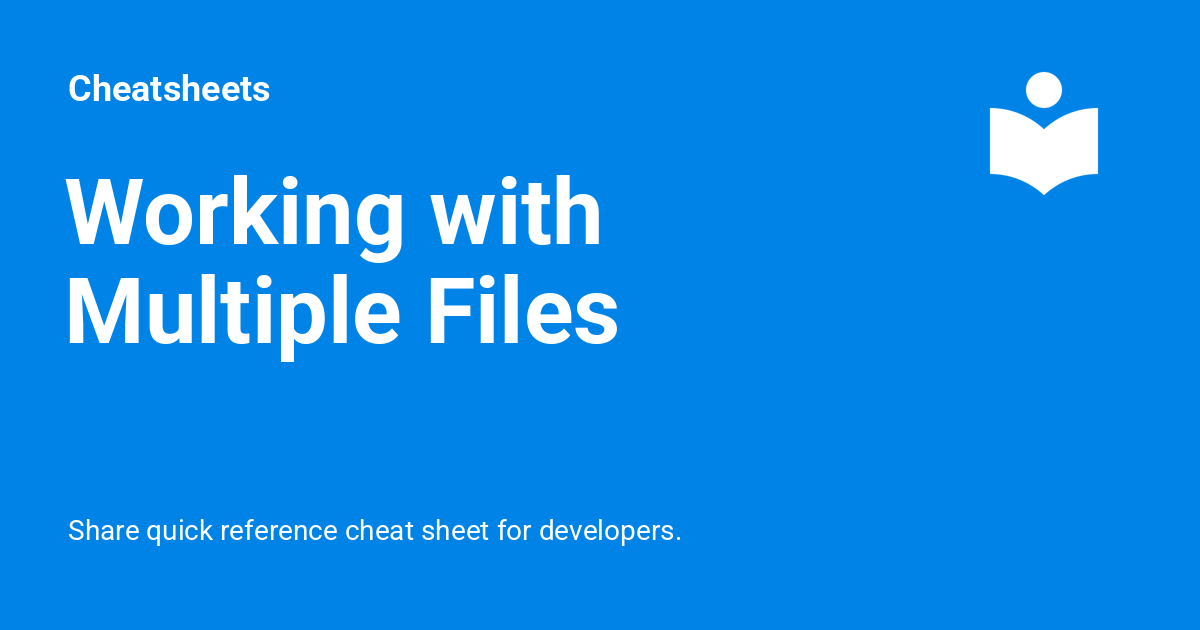 Cheatsheets
Working with
Multiple Files
Share quick reference cheat sheet for developers.